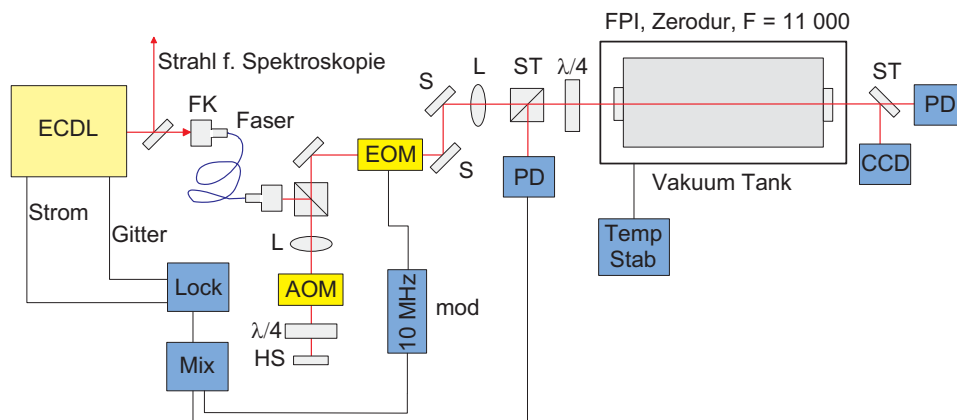 FPI, Zerodur, F = 11 000
Strahl f. Spektroskopie
S
L
ST
λ/4
ST
FK
Faser
ECDL
PD
EOM
S
PD
CCD
Vakuum Tank
Strom
Gitter
L
Temp
Stab
Lock
AOM
10 MHz
mod
λ/4
HS
Mix